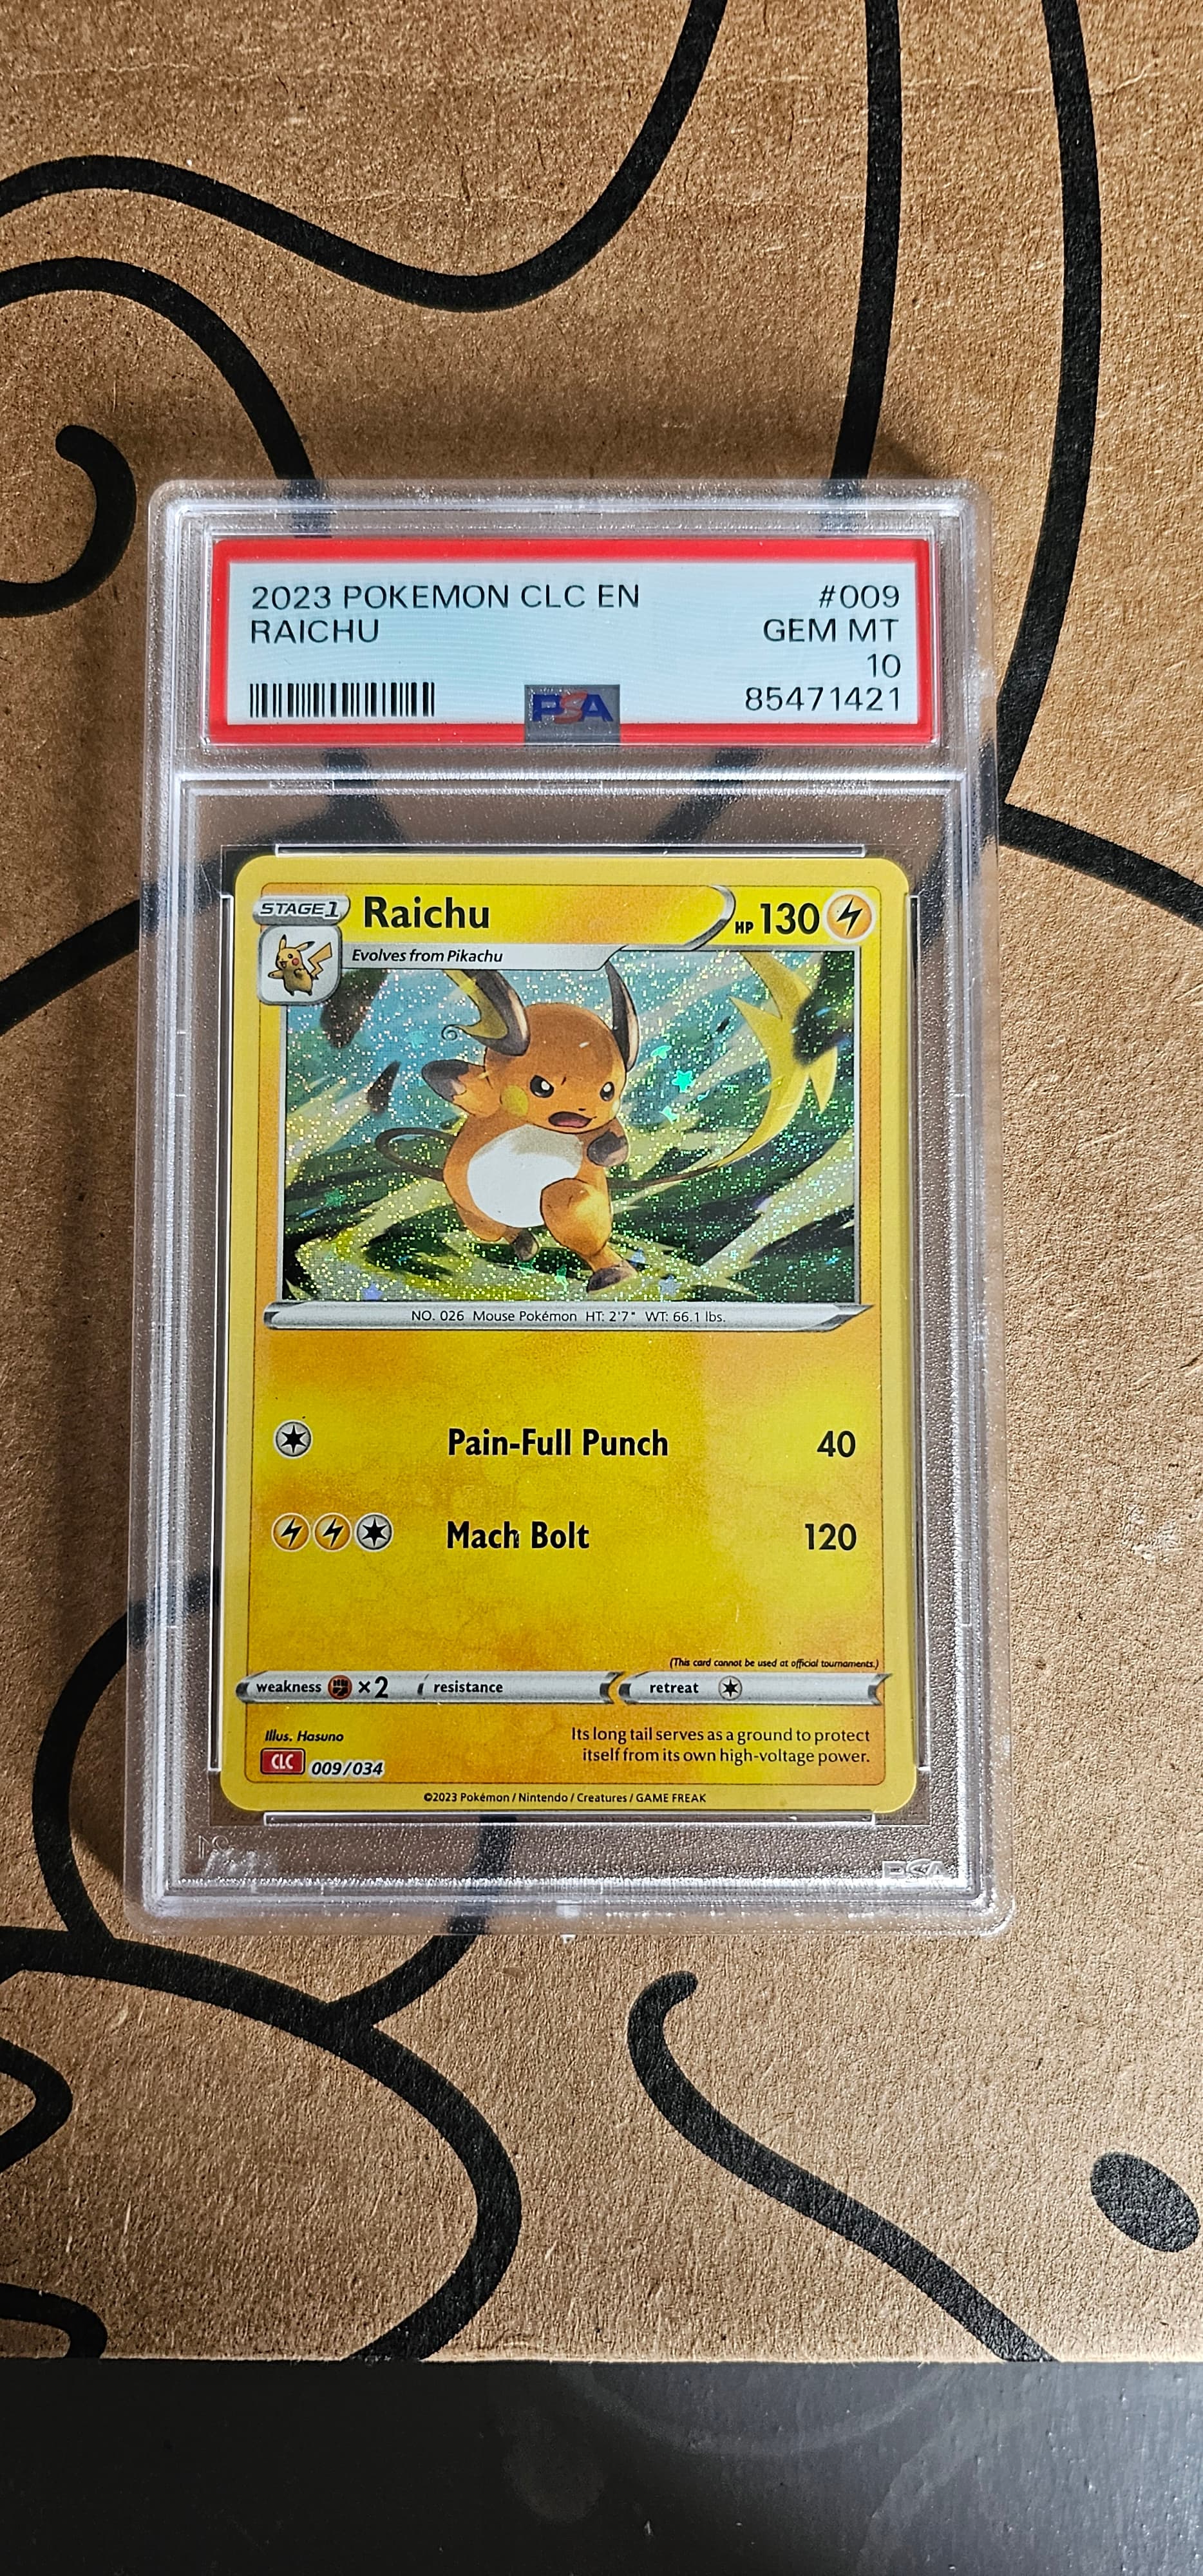 2023 POKEMON CLC EN #009
RAICHU GEM MT
10
PSA 85471421
STAGE 1 Raichu HP 130
Evolves from Pikachu
NO. 026 Mouse Pokémon HT: 2'7" WT: 66.1 lbs.
Pain-Full Punch 40
Mach Bolt 120
(This card cannot be used at official tournaments.)
weakness ×2 resistance retreat
Illus. Hasuno
Its long tail serves as a ground to protect
itself from its own high-voltage power.
CLC 009/034
©2023 Pokémon / Nintendo / Creatures / GAME FREAK
PSA